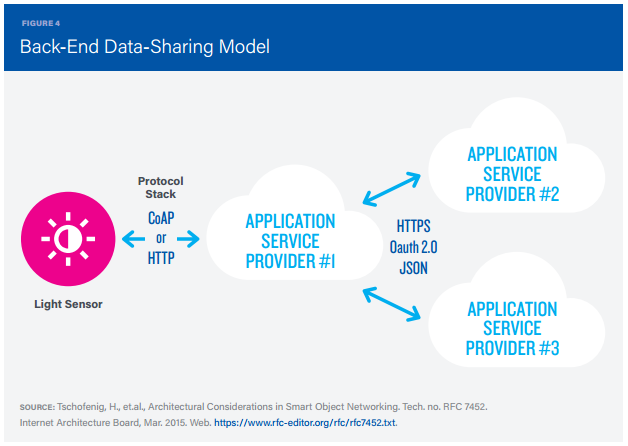 FIGURE 4
Back-End Data-Sharing Model
Protocol
Stack
CoAP
or
HTTP
Light Sensor
APPLICATION
SERVICE
PROVIDER #1
HTTPS
Oauth 2.0
JSON
APPLICATION
SERVICE
PROVIDER #2
APPLICATION
SERVICE
PROVIDER #3
SOURCE: Tschofenig, H., et.al., Architectural Considerations in Smart Object Networking. Tech. no. RFC 7452.
Internet Architecture Board, Mar. 2015. Web. https://www.rfc-editor.org/rfc/rfc7452.txt.